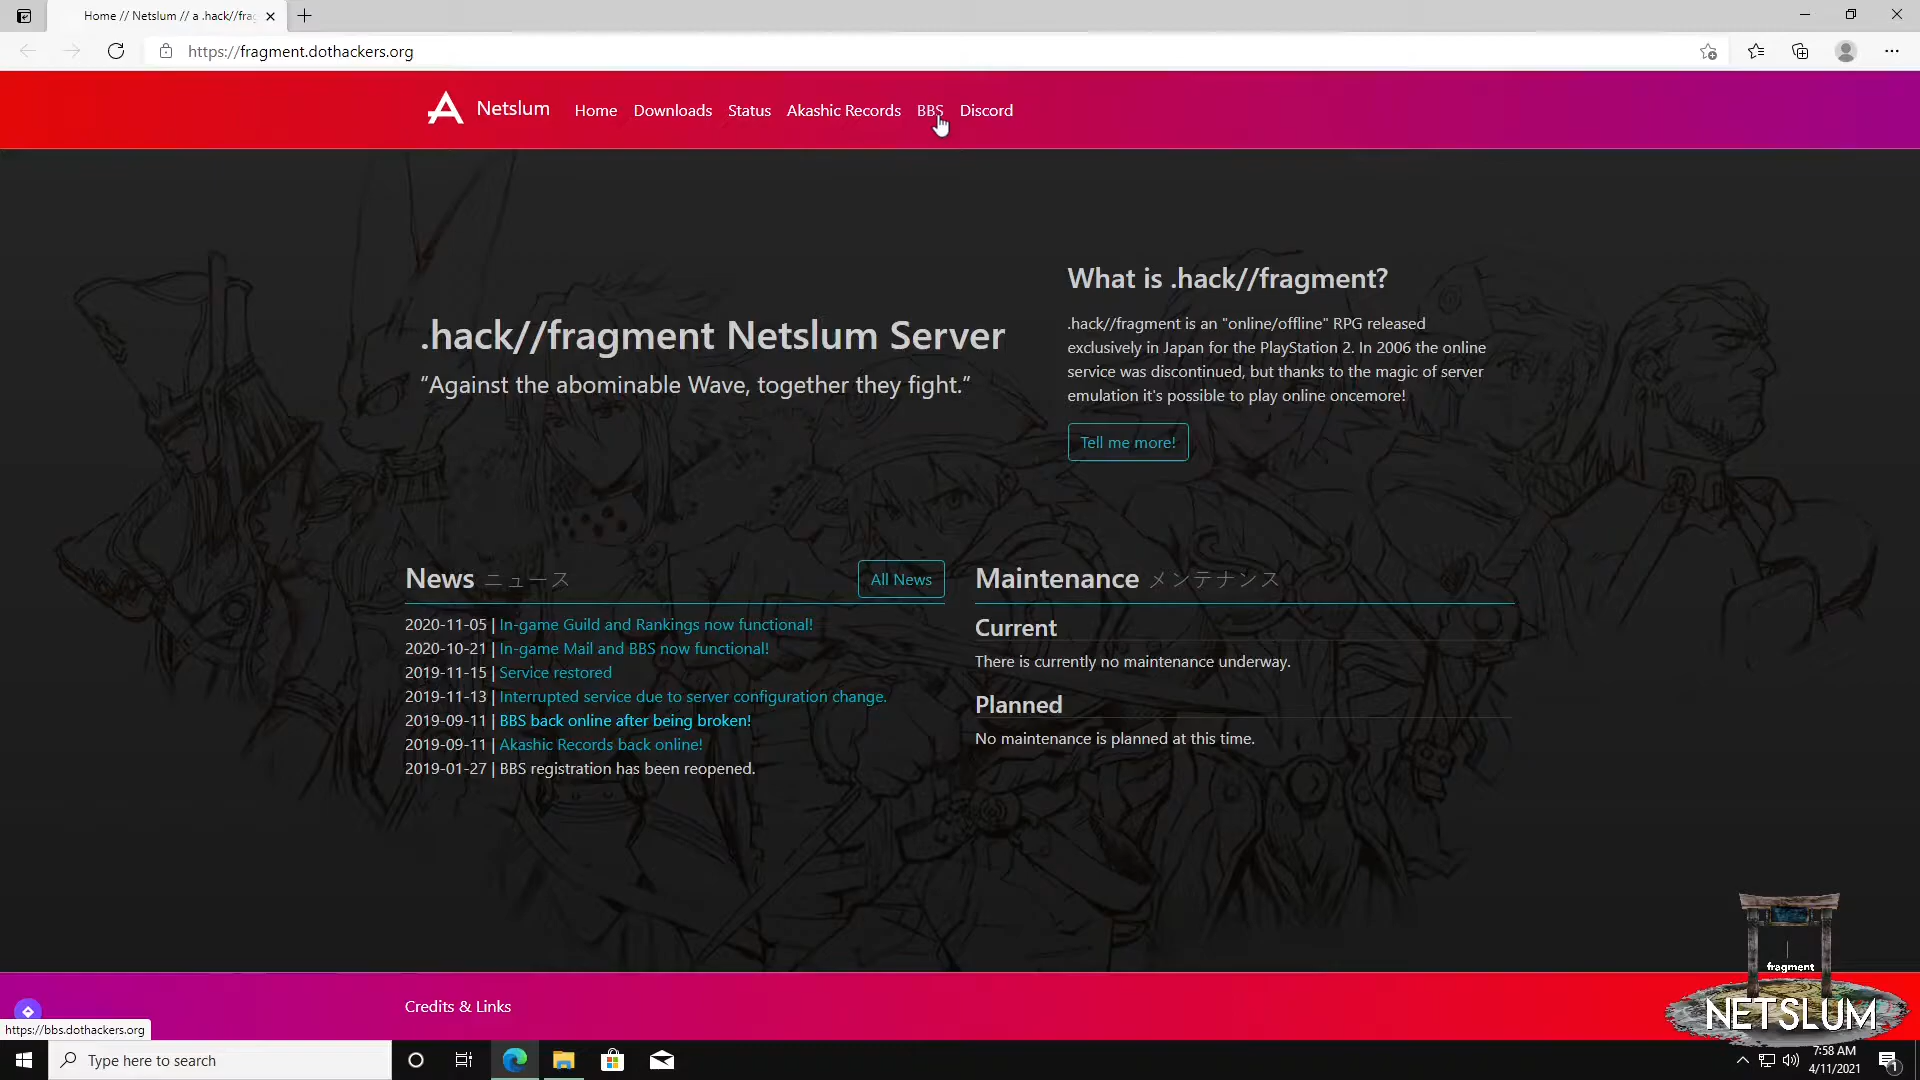 Home // Netslum // a .hack//fra
https://fragment.dothackers.org
Netslum Home Downloads Status Akashic Records BBS Discord
.hack//fragment Netslum Server
“Against the abominable Wave, together they fight.”
What is .hack//fragment?
.hack//fragment is an "online/offline" RPG released
exclusively in Japan for the PlayStation 2. In 2006 the online
service was discontinued, but thanks to the magic of server
emulation it's possible to play online oncemore!
Tell me more!
News ニュース
All News
2020-11-05 | In-game Guild and Rankings now functional!
2020-10-21 | In-game Mail and BBS now functional!
2019-11-15 | Service restored
2019-11-13 | Interrupted service due to server configuration change.
2019-09-11 | BBS back online after being broken!
2019-09-11 | Akashic Records back online!
2019-01-27 | BBS registration has been reopened.
Maintenance メンテナンス
Current
There is currently no maintenance underway.
Planned
No maintenance is planned at this time.
Credits & Links
fragment
NETSLUM
https://bbs.dothackers.org
Type here to search
7:58 AM
4/11/2021
1